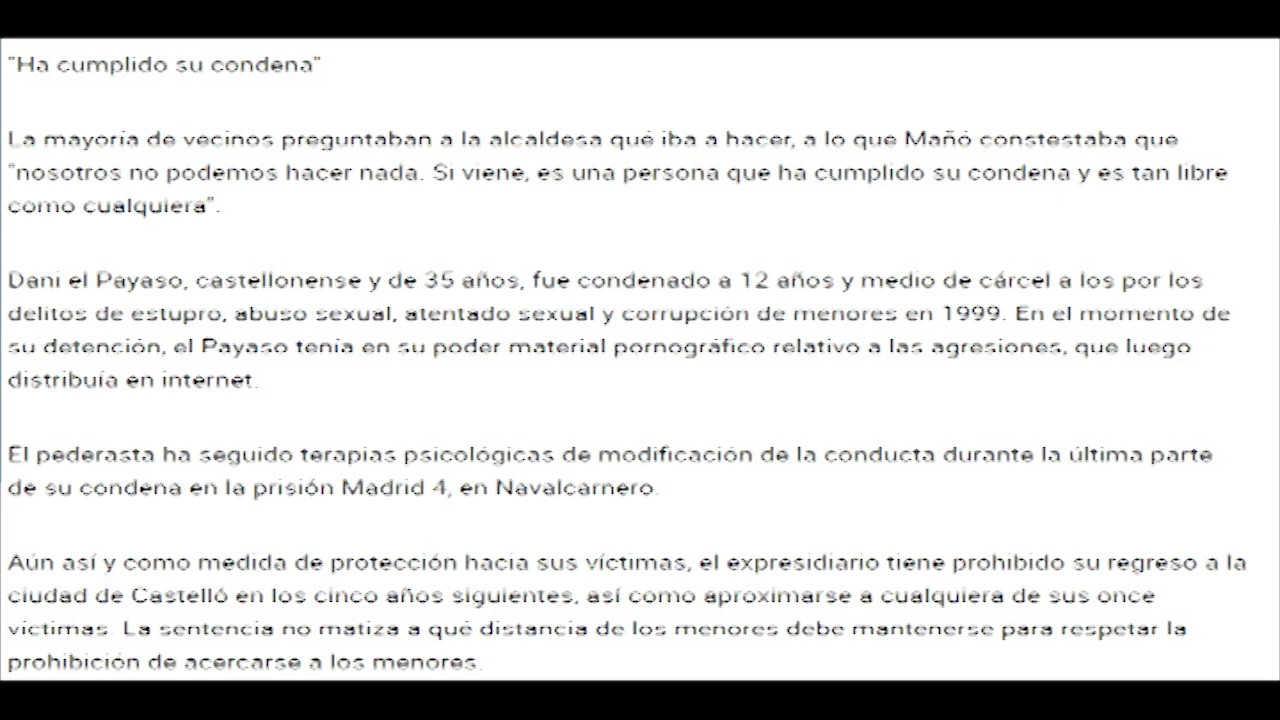 "Ha cumplido su condena"
La mayoría de vecinos preguntaban a la alcaldesa qué iba a hacer, a lo que Mañó constestaba que
"nosotros no podemos hacer nada. Si viene, es una persona que ha cumplido su condena y es tan libre
como cualquiera".
Dani el Payaso, castellonense y de 35 años, fue condenado a 12 años y medio de cárcel a los por los
delitos de estupro, abuso sexual, atentado sexual y corrupción de menores en 1999. En el momento de
su detención, el Payaso tenía en su poder material pornográfico relativo a las agresiones, que luego
distribuía en internet.
El pederasta ha seguido terapias psicológicas de modificación de la conducta durante la última parte
de su condena en la prisión Madrid 4, en Navalcarnero.
Aún así y como medida de protección hacia sus víctimas, el expresidiario tiene prohibido su regreso a la
ciudad de Castelló en los cinco años siguientes, así como aproximarse a cualquiera de sus once
víctimas. La sentencia no matiza a qué distancia de los menores debe mantenerse para respetar la
prohibición de acercarse a los menores.